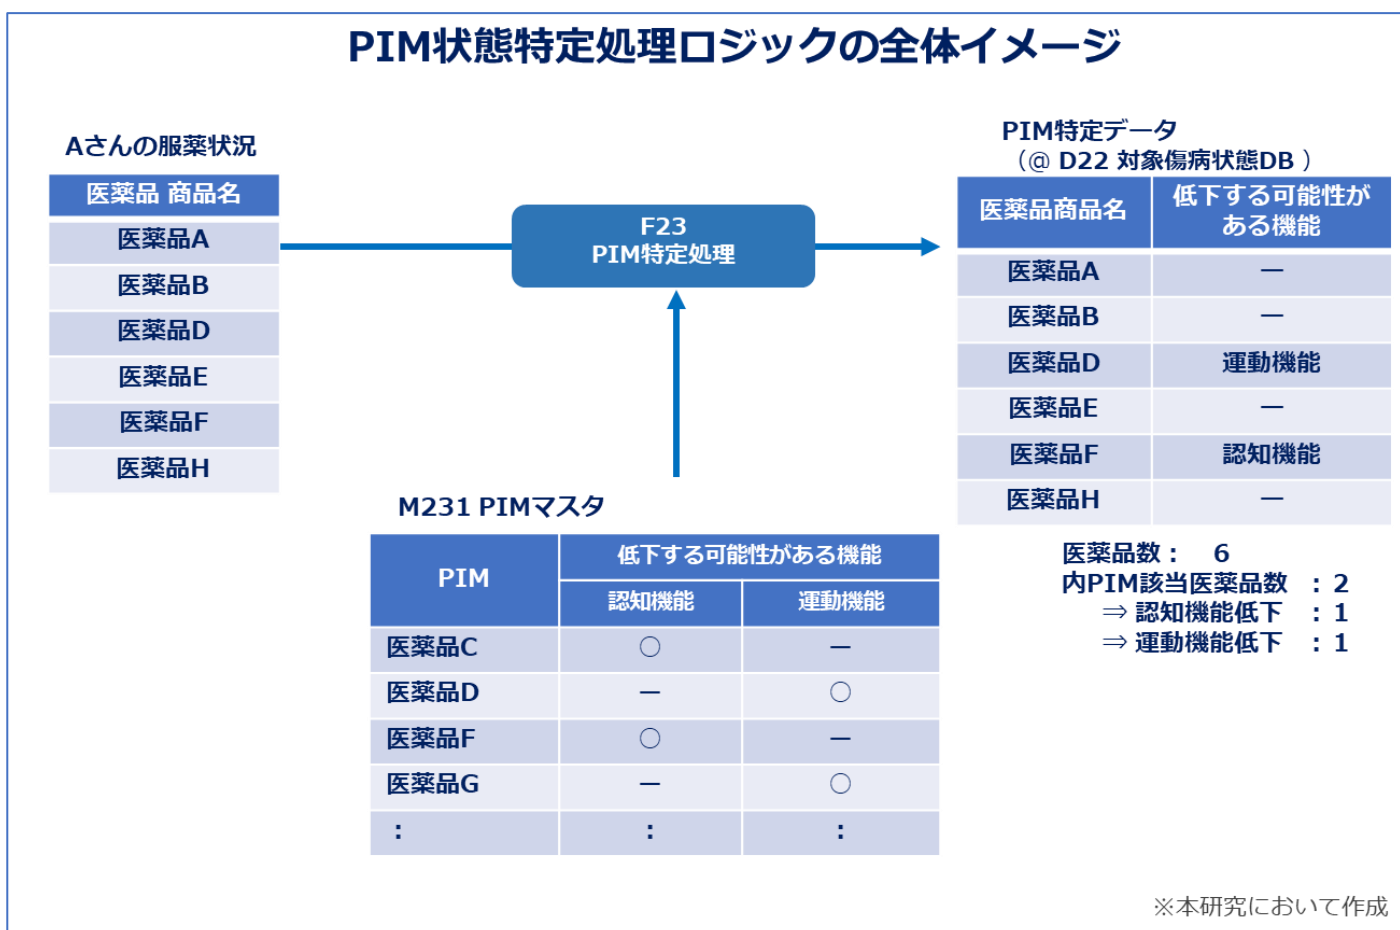 PIM状態特定処理ロジックの全体イメージ
Aさんの服薬状況
医薬品 商品名
医薬品A
医薬品B
医薬品D
医薬品E
医薬品F
医薬品H
F23
PIM特定処理
M231 PIMマスタ
PIM 低下する可能性がある機能
認知機能 運動機能
医薬品C ○ ―
医薬品D ― ○
医薬品F ○ ―
医薬品G ― ○
： ： ：
PIM特定データ
（@ D22 対象傷病状態DB ）
医薬品商品名 低下する可能性が
ある機能
医薬品A ―
医薬品B ―
医薬品D 運動機能
医薬品E ―
医薬品F 認知機能
医薬品H ―
医薬品数： 6
内PIM該当医薬品数 ：2
⇒ 認知機能低下 ：1
⇒ 運動機能低下 ：1
※本研究において作成